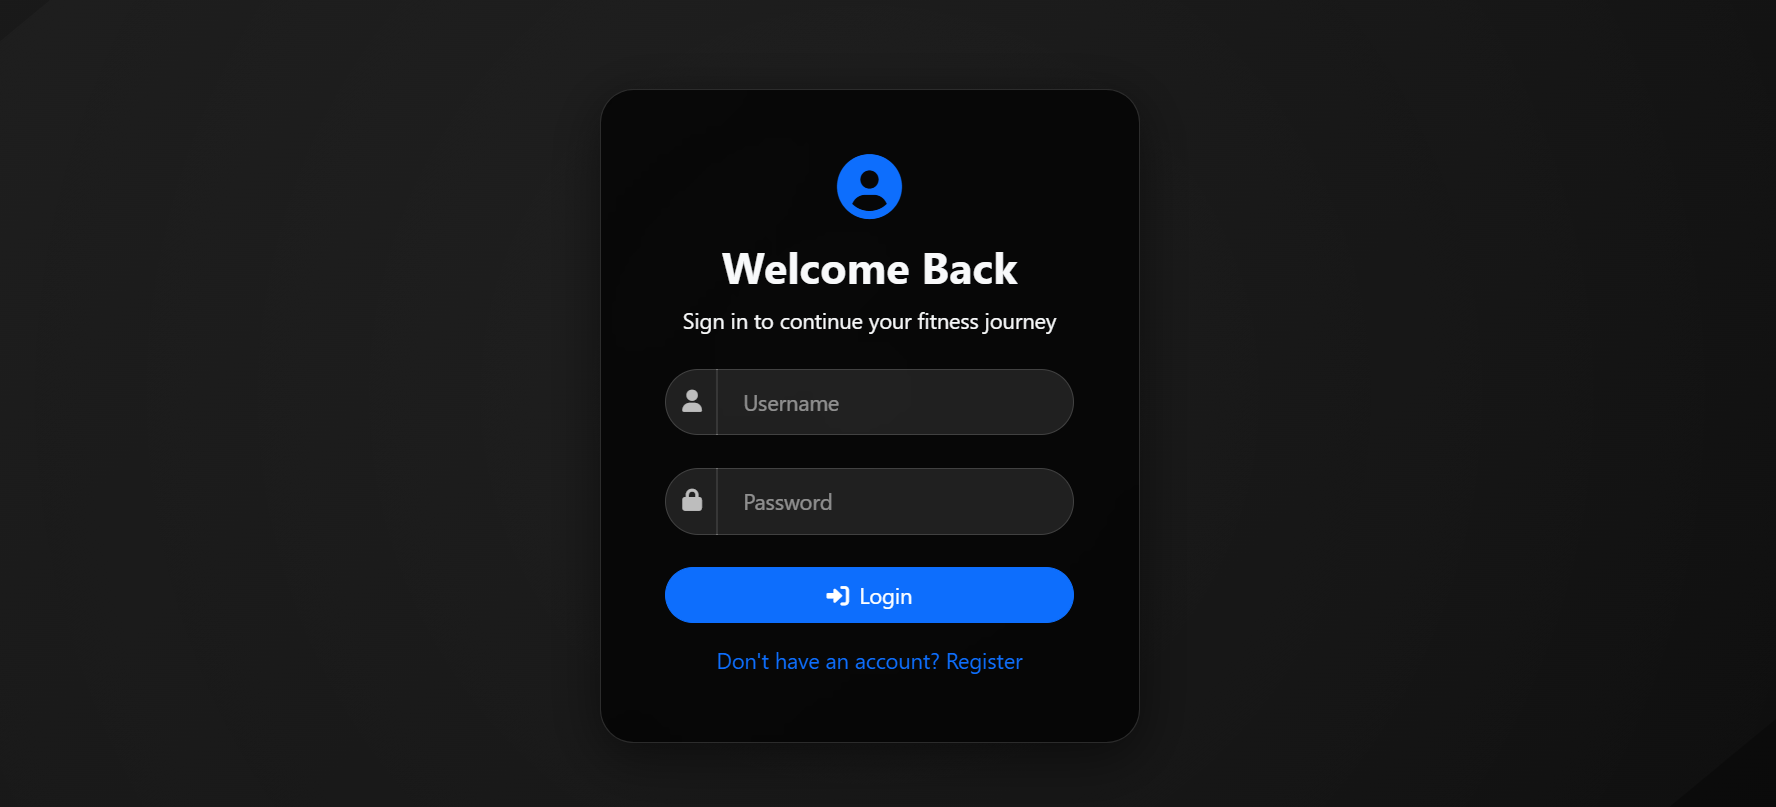 Welcome Back
Sign in to continue your fitness journey
Username
Password
Login
Don't have an account? Register